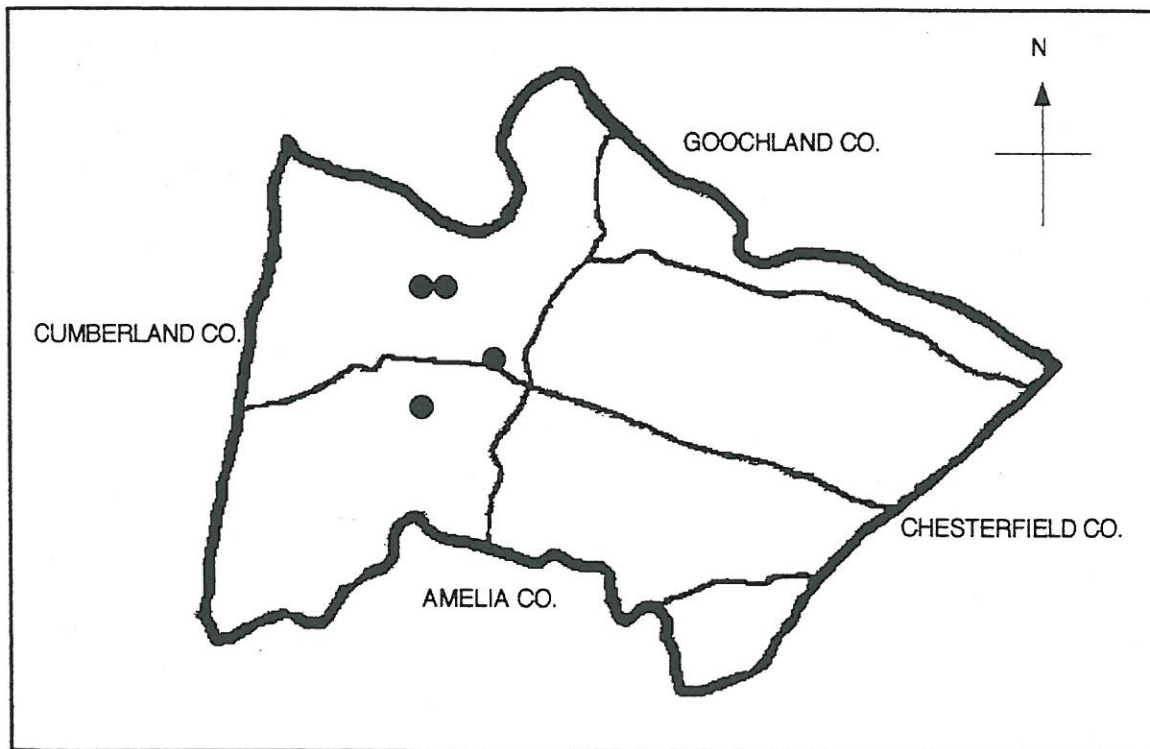 N
GOOCHLAND CO.
CUMBERLAND CO.
CHESTERFIELD CO.
AMELIA CO.